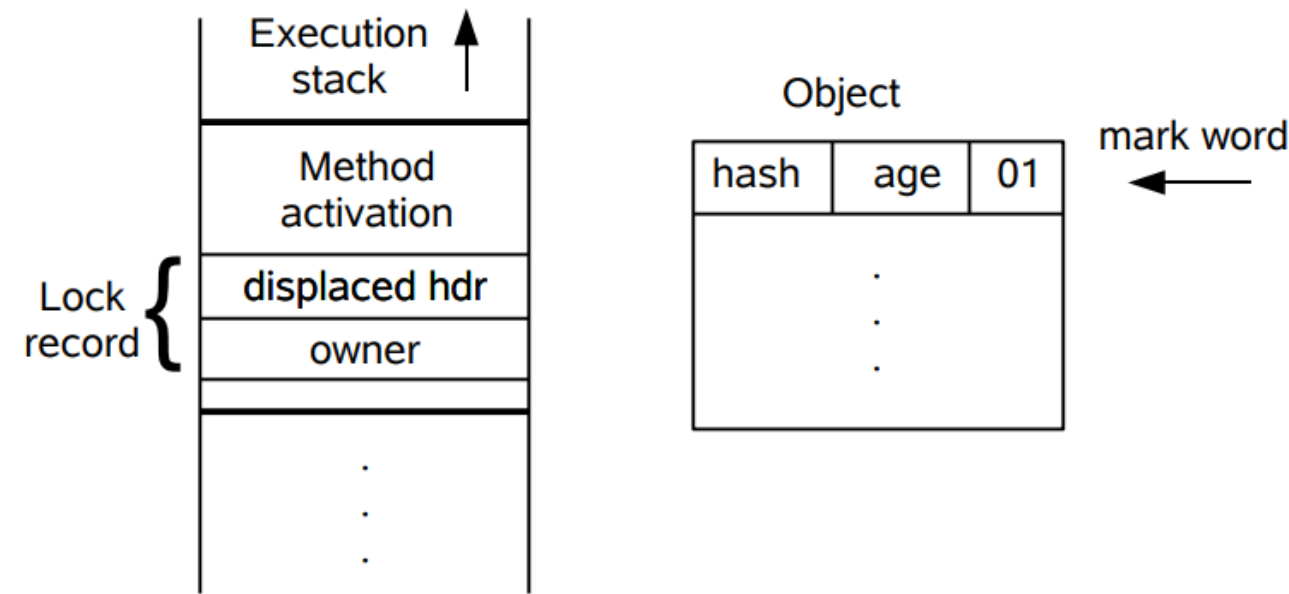 Execution
stack
Method
activation
Lock
record
displaced hdr
owner
Object
mark word
hash age 01